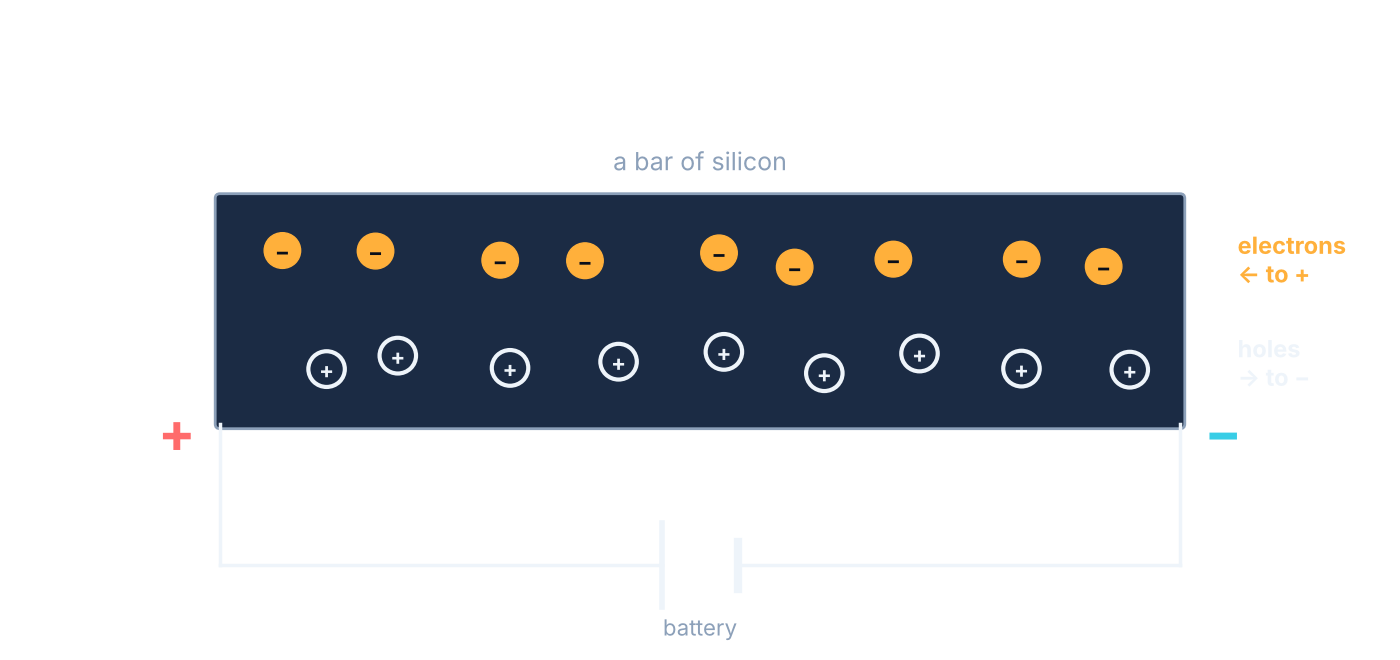 a bar of silicon
− − − − − − − − −
electrons
← to +
+ + + + + + + + +
holes
→ to −
+ −
battery